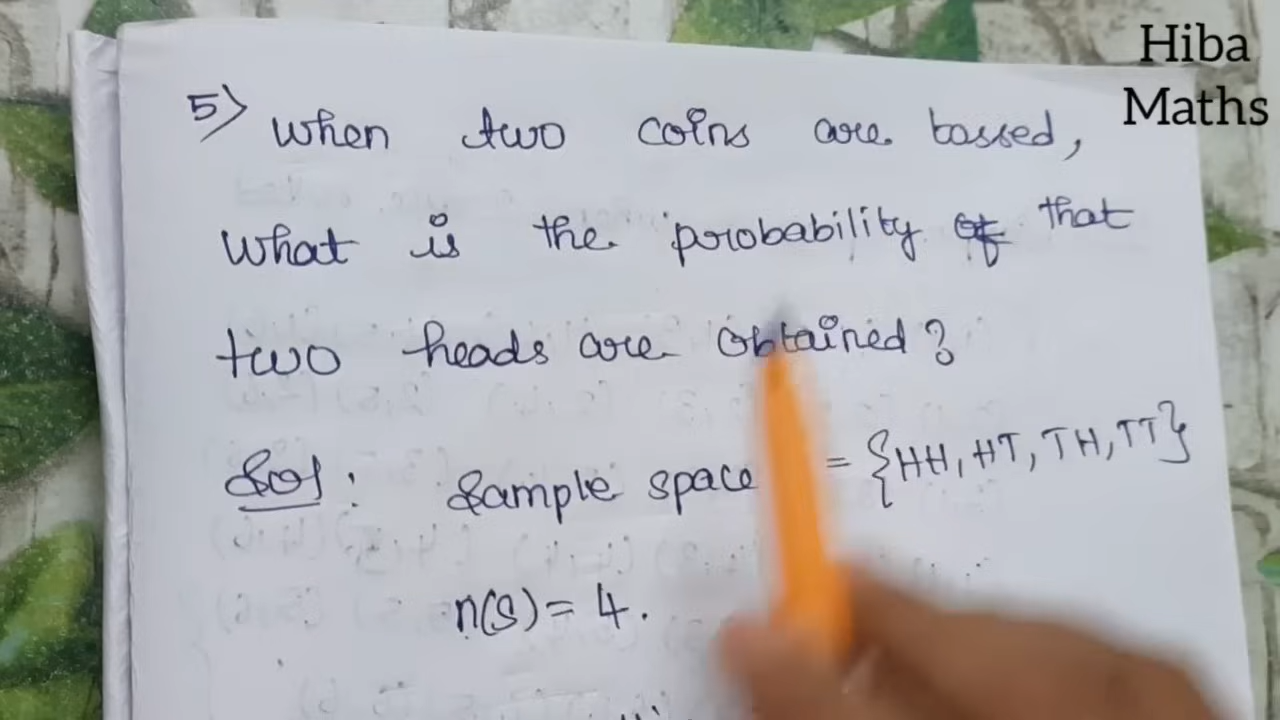 Hiba
Maths
5) When two coins are tossed,
what is the probability of that
two heads are obtained?
Sol: Sample space = {HH, HT, TH, TT}
n(S) = 4.